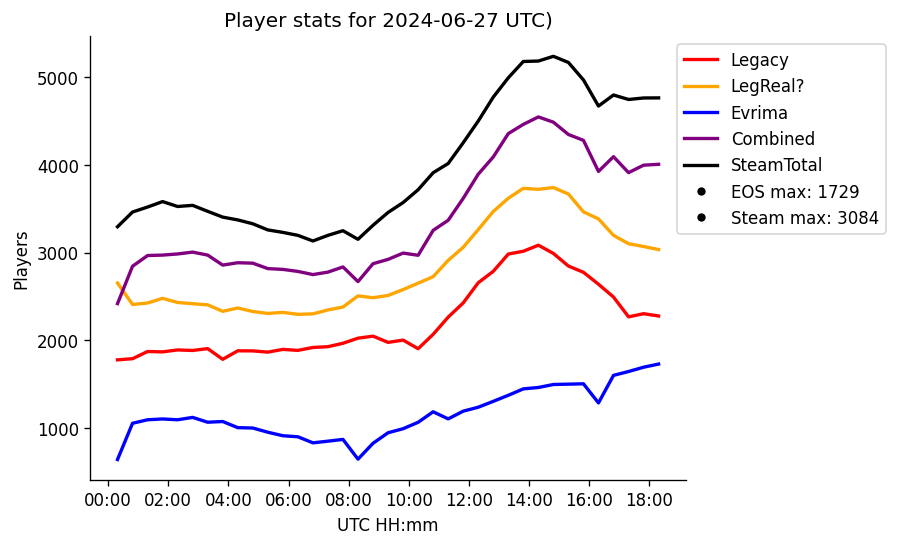 Player stats for 2024-06-27 UTC)
Players
5000
4000
3000
2000
1000
00:00 02:00 04:00 06:00 08:00 10:00 12:00 14:00 16:00 18:00
UTC HH:mm
Legacy
LegReal?
Evrima
Combined
SteamTotal
EOS max: 1729
Steam max: 3084